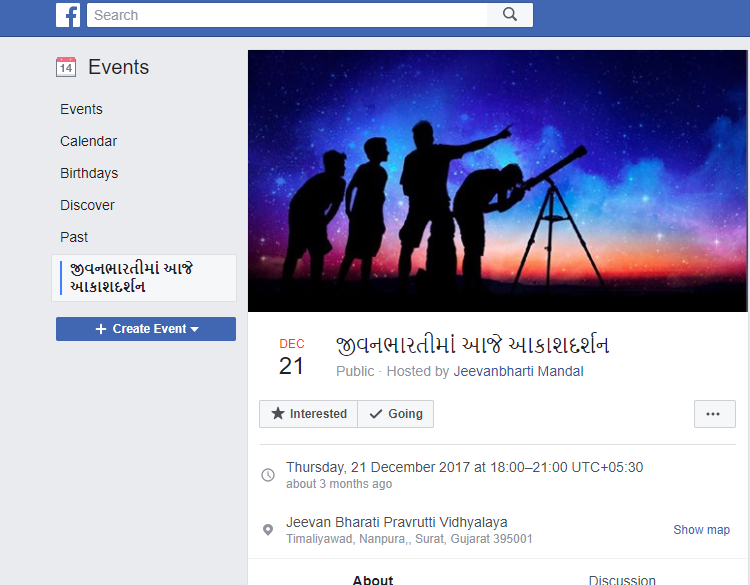 Search
14
Events
Events
Calendar
Birthdays
Discover
Past
જીવનભારતીમાં આજે
આકાશદર્શન
Create Event
DEC
21
જીવનભારતીમાં આજે આકાશદર્શન
Public · Hosted by Jeevanbharti Mandal
Interested
Going
Thursday, 21 December 2017 at 18:00–21:00 UTC+05:30
about 3 months ago
Jeevan Bharati Pravrutti Vidhyalaya
Timaliyawad, Nanpura,, Surat, Gujarat 395001
Show map
About
Discussion